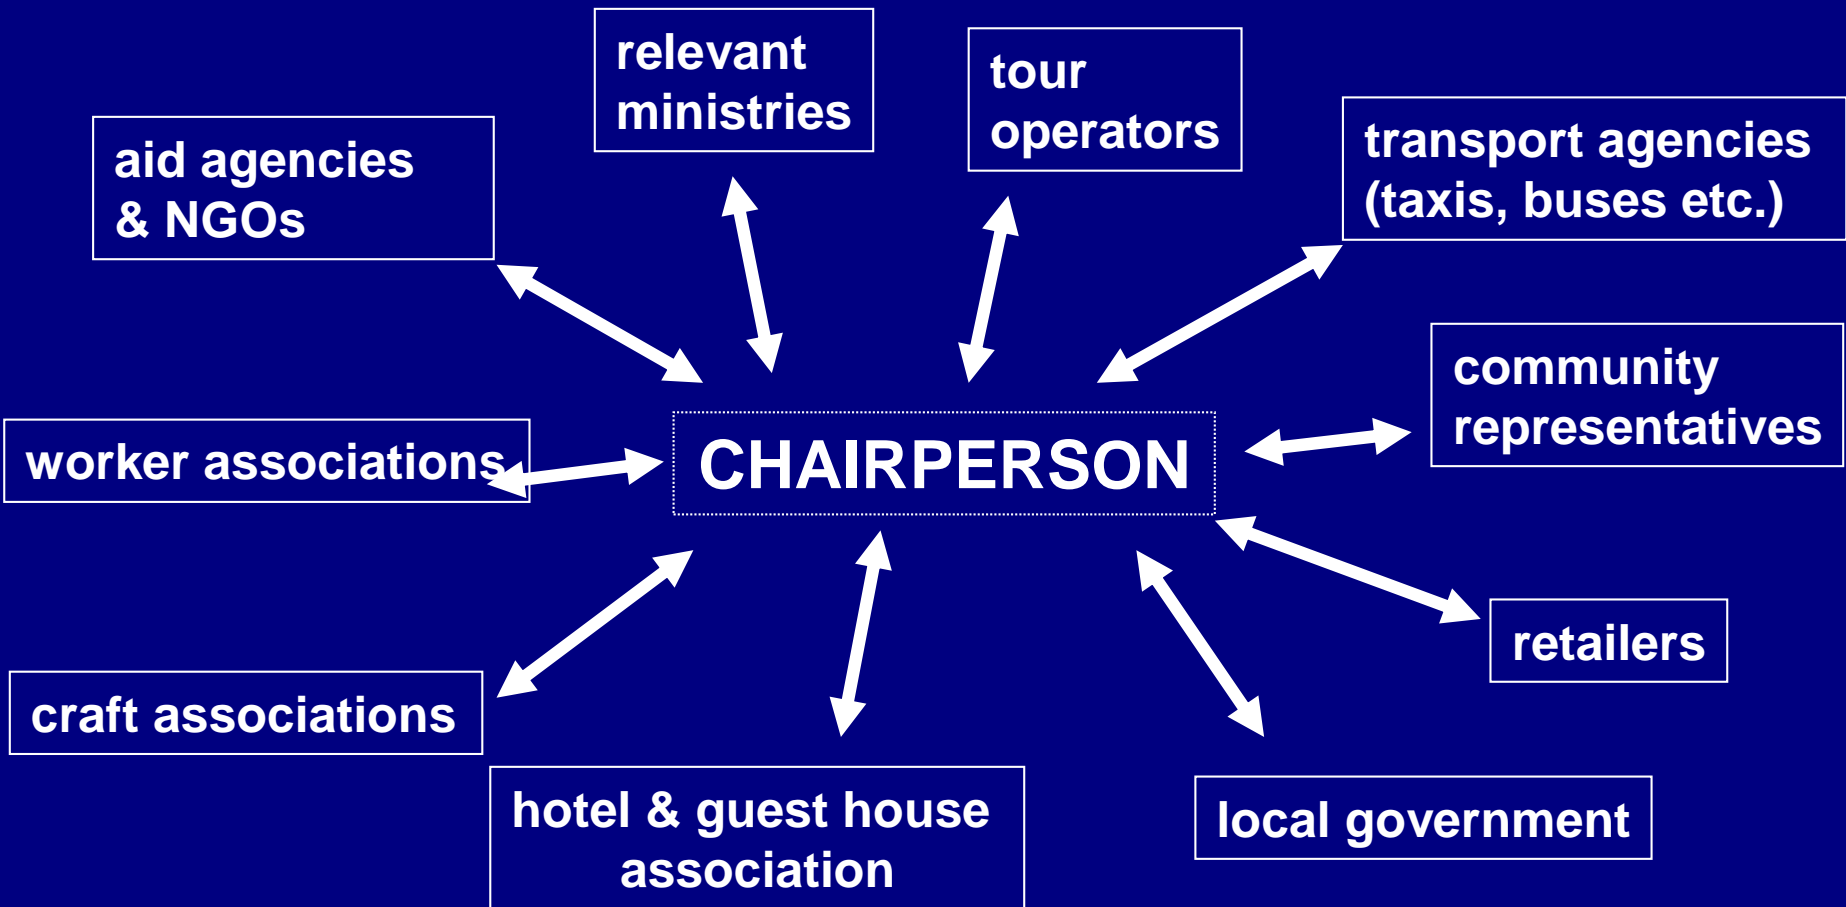 relevant
ministries
tour
operators
aid agencies
& NGOs
transport agencies
(taxis, buses etc.)
community
representatives
worker associations
CHAIRPERSON
retailers
craft associations
hotel & guest house
association
local government